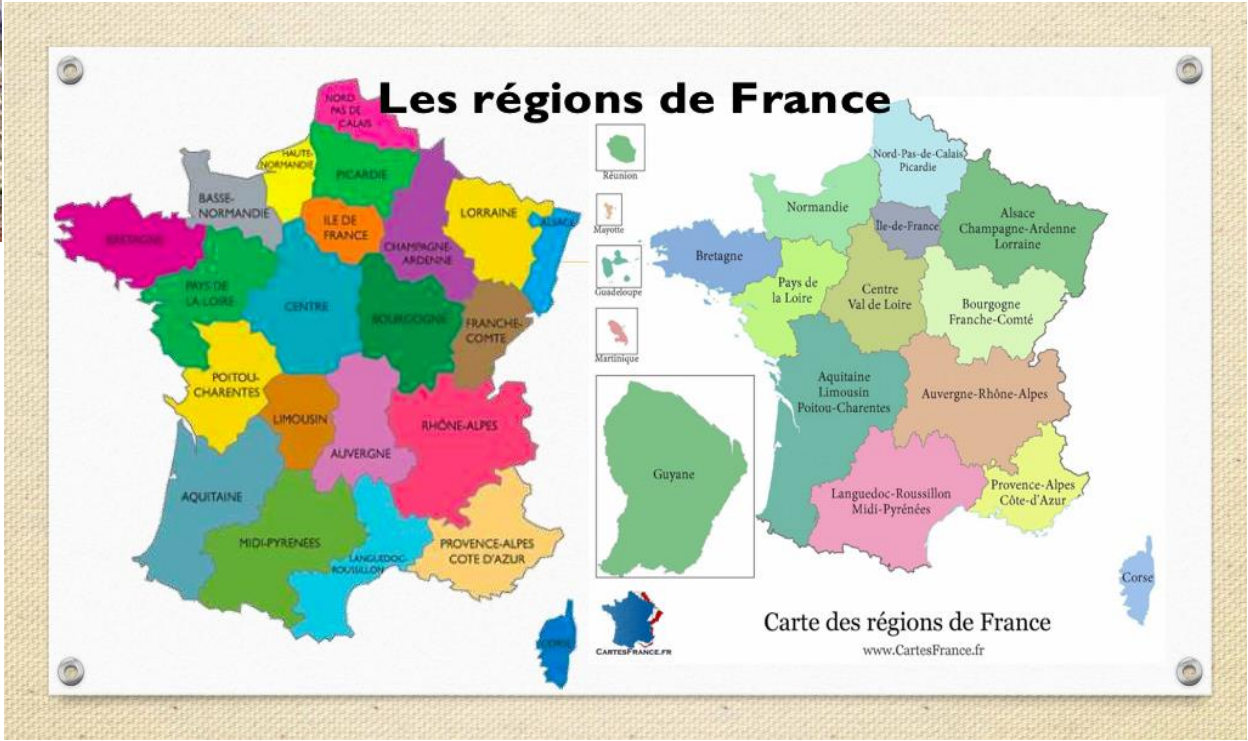 Les régions de France
NORD
PAS DE
CALAIS
HAUTE-
NORMANDIE
PICARDIE
BASSE-
NORMANDIE
ILE DE
FRANCE
LORRAINE
ALSACE
BRETAGNE
CHAMPAGNE-
ARDENNE
PAYS DE
LA LOIRE
CENTRE
BOURGOGNE
FRANCHE-
COMTE
POITOU-
CHARENTES
LIMOUSIN
AUVERGNE
RHÔNE-ALPES
AQUITAINE
MIDI-PYRENEES
LANGUEDOC-
ROUSSILLON
PROVENCE-ALPES
COTE D'AZUR
CORSE
Réunion
Mayotte
Guadeloupe
Martinique
Guyane
CARTESFRANCE.FR
Nord-Pas-de-Calais
Picardie
Normandie
Île-de-France
Alsace
Champagne-Ardenne
Lorraine
Bretagne
Pays de
la Loire
Centre
Val de Loire
Bourgogne
Franche-Comté
Aquitaine
Limousin
Poitou-Charentes
Auvergne-Rhône-Alpes
Languedoc-Roussillon
Midi-Pyrénées
Provence-Alpes
Côte-d'Azur
Corse
Carte des régions de France
www.CartesFrance.fr